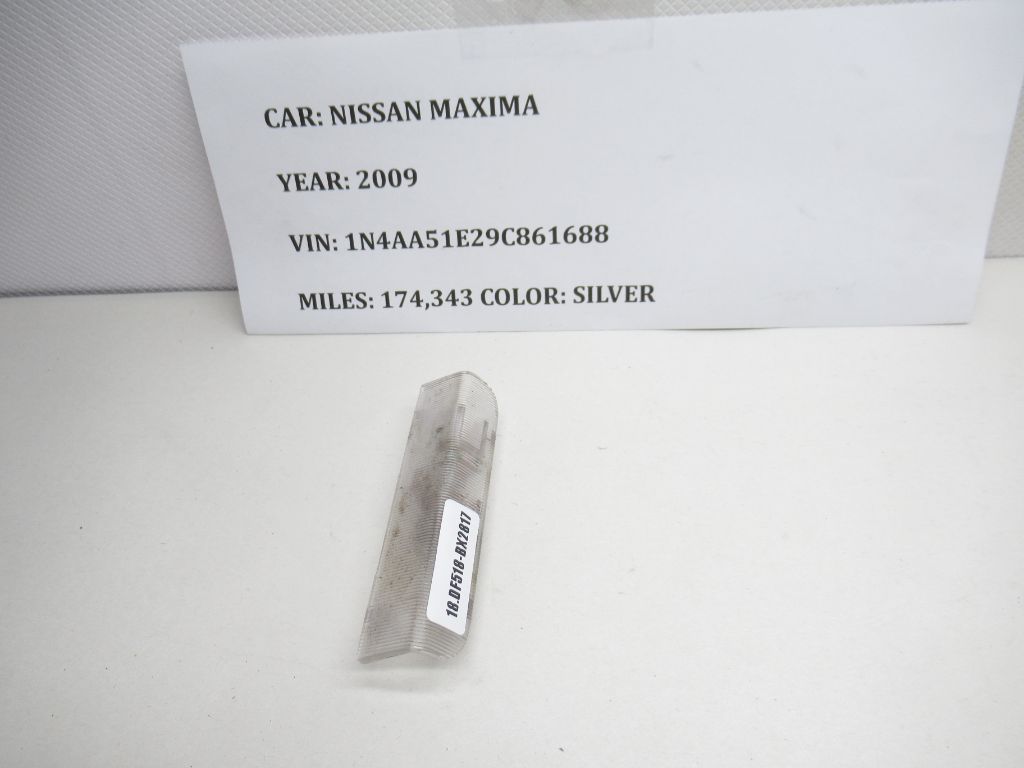 CAR: NISSAN MAXIMA
YEAR: 2009
VIN: 1N4AA51E29C861688
MILES: 174,343 COLOR: SILVER
18.DF518-BX2817